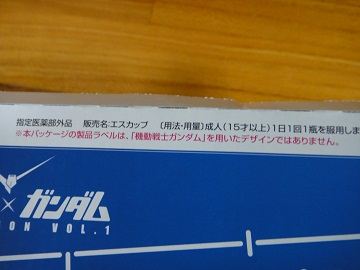 指定医薬部外品 販売名:エスカップ 〔用法・用量〕成人(15才以上)1日1回1瓶を服用しま
※本パッケージの製品ラベルは、「機動戦士ガンダム」を用いたデザインではありません。
×ガンダム
ION VOL.1